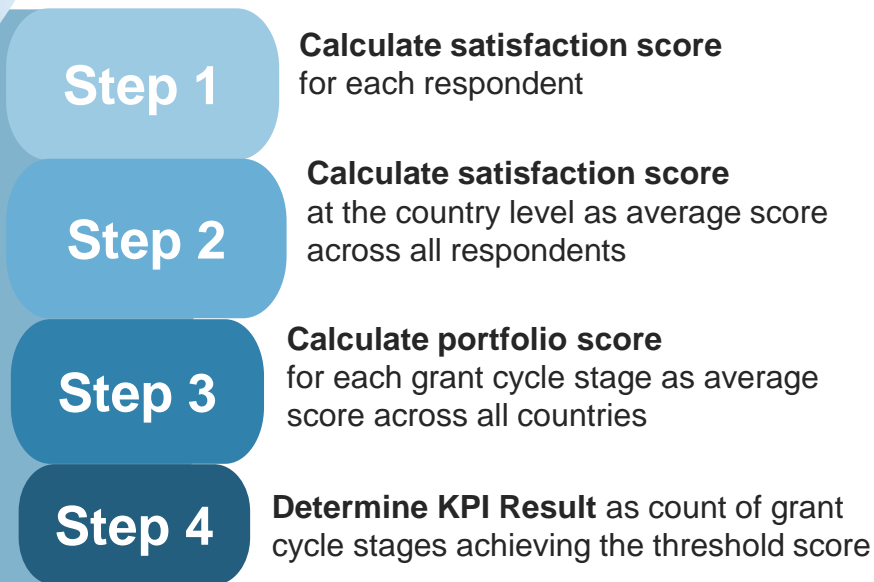 Step 1
Calculate satisfaction score
for each respondent
Step 2
Calculate satisfaction score
at the country level as average score
across all respondents
Step 3
Calculate portfolio score
for each grant cycle stage as average
score across all countries
Step 4
Determine KPI Result as count of grant
cycle stages achieving the threshold score